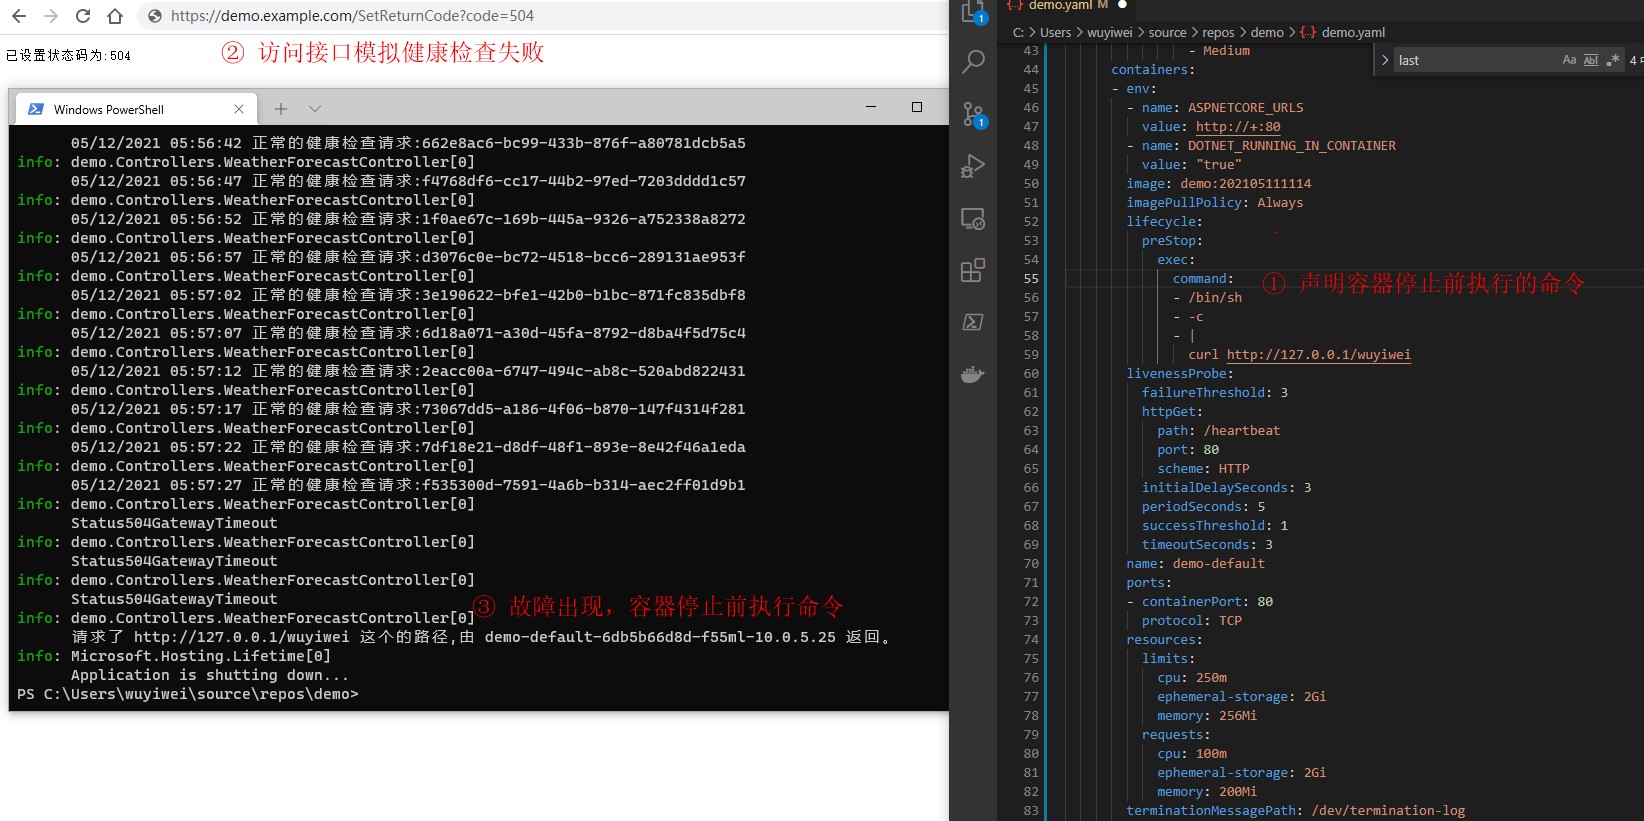 https://demo.example.com/SetReturnCode?code=504
已设置状态码为:504
② 访问接口模拟健康检查失败
Windows PowerShell
05/12/2021 05:56:42 正常的健康检查请求:662e8ac6-bc99-433b-876f-a80781dcb5a5
info: demo.Controllers.WeatherForecastController[0]
05/12/2021 05:56:47 正常的健康检查请求:f4768df6-cc17-44b2-97ed-7203dddd1c57
info: demo.Controllers.WeatherForecastController[0]
05/12/2021 05:56:52 正常的健康检查请求:1f0ae67c-169b-445a-9326-a752338a8272
info: demo.Controllers.WeatherForecastController[0]
05/12/2021 05:56:57 正常的健康检查请求:d3076c0e-bc72-4518-bcc6-289131ae953f
info: demo.Controllers.WeatherForecastController[0]
05/12/2021 05:57:02 正常的健康检查请求:3e190622-bfe1-42b0-b1bc-871fc835dbf8
info: demo.Controllers.WeatherForecastController[0]
05/12/2021 05:57:07 正常的健康检查请求:6d18a071-a30d-45fa-8792-d8ba4f5d75c4
info: demo.Controllers.WeatherForecastController[0]
05/12/2021 05:57:12 正常的健康检查请求:2eacc00a-6747-494c-ab8c-520abd822431
info: demo.Controllers.WeatherForecastController[0]
05/12/2021 05:57:17 正常的健康检查请求:73067dd5-a186-4f06-b870-147f4314f281
info: demo.Controllers.WeatherForecastController[0]
05/12/2021 05:57:22 正常的健康检查请求:7df18e21-d8df-48f1-893e-8e42f46a1eda
info: demo.Controllers.WeatherForecastController[0]
05/12/2021 05:57:27 正常的健康检查请求:f535300d-7591-4a6b-b314-aec2ff01d9b1
info: demo.Controllers.WeatherForecastController[0]
Status504GatewayTimeout
info: demo.Controllers.WeatherForecastController[0]
Status504GatewayTimeout
info: demo.Controllers.WeatherForecastController[0]
Status504GatewayTimeout
info: demo.Controllers.WeatherForecastController[0]
③ 故障出现，容器停止前执行命令
请求了 http://127.0.0.1/wuyiwei 这个的路径,由 demo-default-6db5b66d8d-f55ml-10.0.5.25 返回。
info: Microsoft.Hosting.Lifetime[0]
Application is shutting down...
PS C:\Users\wuyiwei\source\repos\demo>
1
1
demo.yaml M
C: > Users > wuyiwei > source > repos > demo > demo.yaml
last
Aa Abl .* 4
43 - Medium
44 containers:
45 - env:
46 - name: ASPNETCORE_URLS
47 value: http://+:80
48 - name: DOTNET_RUNNING_IN_CONTAINER
49 value: "true"
50 image: demo:202105111114
51 imagePullPolicy: Always
52 lifecycle:
53 preStop:
54 exec:
55 command:
① 声明容器停止前执行的命令
56 - /bin/sh
57 - -c
58 - |
59 curl http://127.0.0.1/wuyiwei
60 livenessProbe:
61 failureThreshold: 3
62 httpGet:
63 path: /heartbeat
64 port: 80
65 scheme: HTTP
66 initialDelaySeconds: 3
67 periodSeconds: 5
68 successThreshold: 1
69 timeoutSeconds: 3
70 name: demo-default
71 ports:
72 - containerPort: 80
73 protocol: TCP
74 resources:
75 limits:
76 cpu: 250m
77 ephemeral-storage: 2Gi
78 memory: 256Mi
79 requests:
80 cpu: 100m
81 ephemeral-storage: 2Gi
82 memory: 200Mi
83 terminationMessagePath: /dev/termination-log